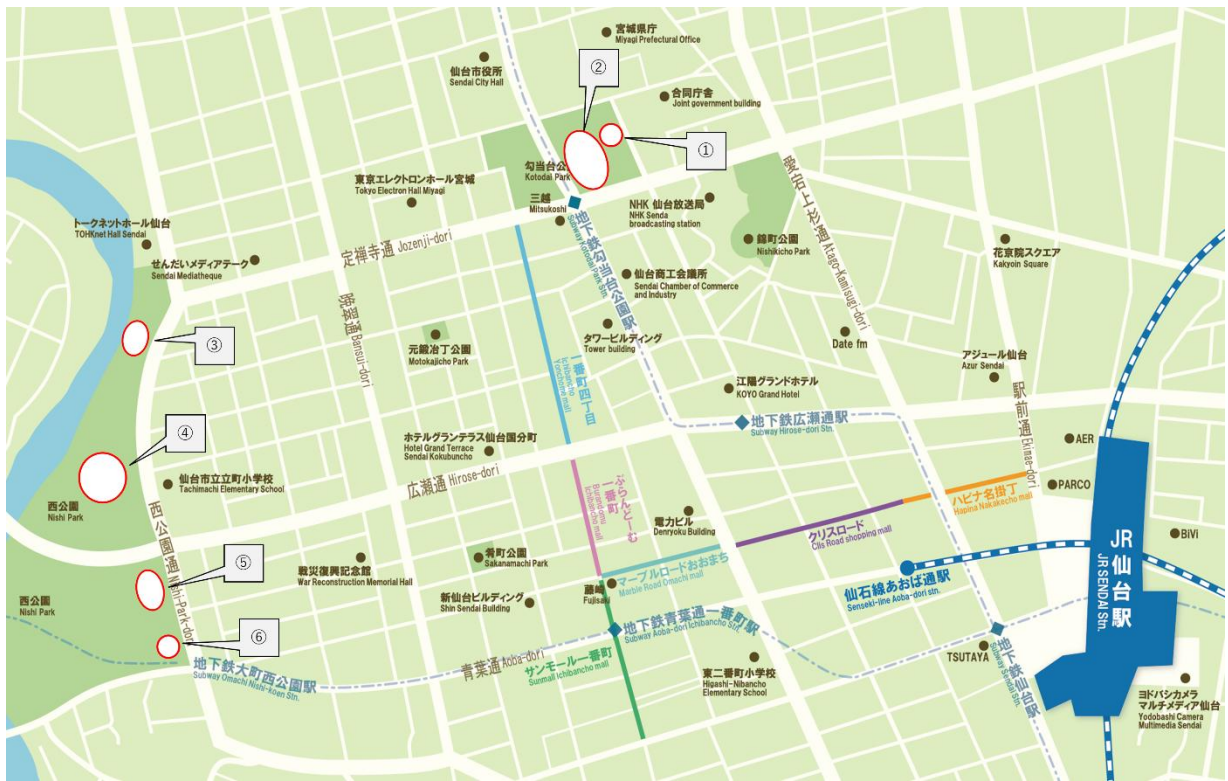 宮城県庁
Miyagi Prefectural Office
仙台市役所
Sendai City Hall
②
合同庁舎
Joint government building
①
勾当台公
Kotodai Park
東京エレクトロンホール宮城
Tokyo Electron Hall Miyagi
三越
Mitsukoshi
NHK 仙台放送局
NHK Senda
broadcasting station
愛宕上杉通 Atago-Kamisugi-dori
トークネットホール仙台
TOHKnet Hall Sendai
せんだいメディアテーク
Sendai Mediatheque
定禅寺通 Jozenji-dori
地下鉄勾当台公園駅
Subway Kotodai Park Stn.
錦町公園
Nishikicho Park
花京院スクエア
Kakyoin Square
仙台商工会議所
Sendai Chamber of Commerce
and Industry
晩翠通 Bansui-dori
③
元鍛冶丁公園
Motokajicho Park
タワービルディング
Tower building
Date fm
アジュール仙台
Azur Sendai
一番町四丁目
Ichibancho
Yonchome mall
江陽グランドホテル
KOYO Grand Hotel
駅前通 Ekimae-dori
地下鉄広瀬通駅
Subway Hirose-dori Stn.
④
ホテルグランテラス仙台国分町
Hotel Grand Terrace
Sendai Kokubuncho
AER
仙台市立立町小学校
Tachimachi Elementary School
広瀬通 Hirose-dori
ぶらんどーむ
一番町
Burandomu
Ichibancho mall
ハピナ名掛丁
Hapina Nakakecho mall
PARCO
西公園
Nishi Park
電力ビル
Denryoku Building
クリスロード
Clis Road shopping mall
西公園通 Nishi-Park-dori
BiVi
JR仙台駅
JR SENDAI Stn.
⑤
戦災復興記念館
War Reconstruction Memorial Hall
肴町公園
Sakanamachi Park
マーブルロードおおまち
Marble Road Omachi mall
仙石線あおば通駅
Senseki-line Aoba-dori stn.
藤崎
Fujisaki
西公園
Nishi Park
新仙台ビルディング
Shin Sendai Building
地下鉄青葉通一番町駅
Subway Aoba-dori Ichibancho Stn.
⑥
地下鉄大町西公園駅
Subway Omachi Nishi-koen Stn.
青葉通 Aoba-dori
サンモール一番町
Sunmall Ichibancho mall
東二番町小学校
Higashi-Nibancho
Elementary School
TSUTAYA
地下鉄仙台駅
Subway Sendai Stn.
ヨドバシカメラ
マルチメディア仙台
Yodobashi Camera
Multimedia Sendai